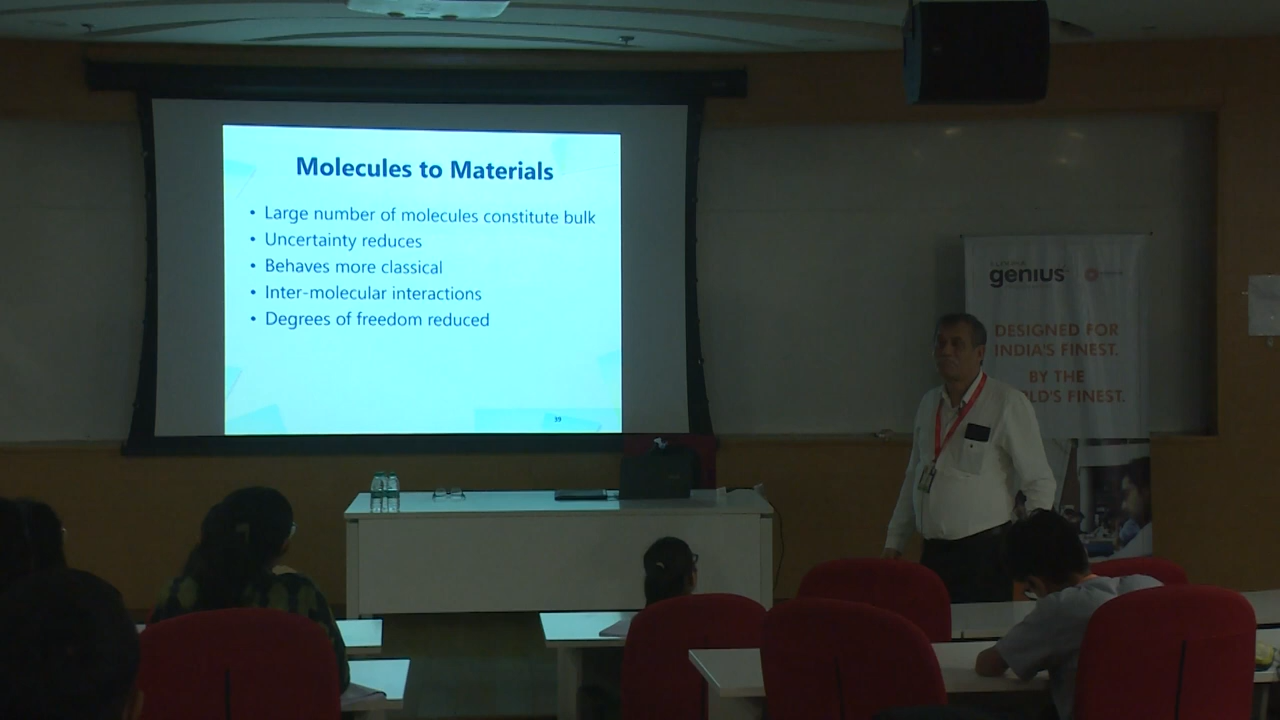 Molecules to Materials
• Large number of molecules constitute bulk
• Uncertainty reduces
• Behaves more classical
• Inter-molecular interactions
• Degrees of freedom reduced
39
genius
DESIGNED FOR
INDIA'S FINEST.
BY THE
FINEST.